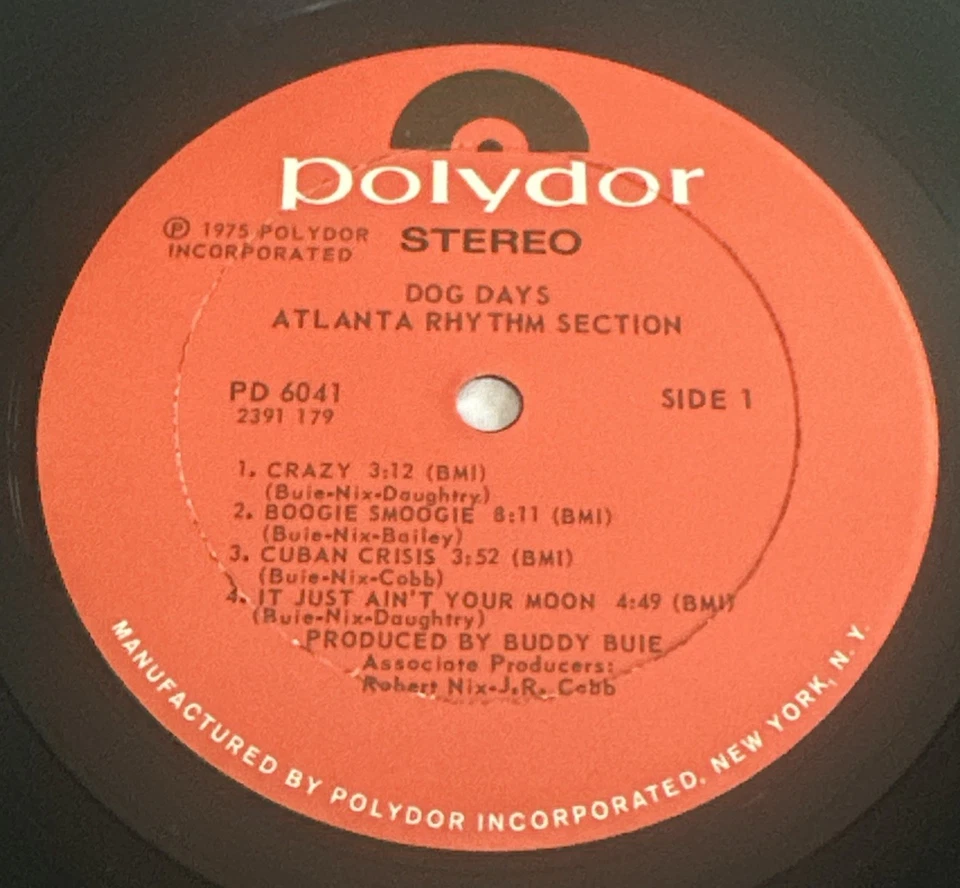 polydor
℗ 1975 POLYDOR
INCORPORATED
STEREO
DOG DAYS
ATLANTA RHYTHM SECTION
PD 6041
2391 179
SIDE 1
1. CRAZY 3:12 (BMI)
(Buie-Nix-Daughtry)
2. BOOGIE SMOOGIE 8:11 (BMI)
(Buie-Nix-Bailey)
3. CUBAN CRISIS 3:52 (BMI)
(Buie-Nix-Cobb)
4. IT JUST AIN'T YOUR MOON 4:49 (BMI)
(Buie-Nix-Daughtry)
PRODUCED BY BUDDY BUIE
Associate Producers:
Robert Nix-J.R. Cobb
MANUFACTURED BY POLYDOR INCORPORATED, NEW YORK, N. Y.